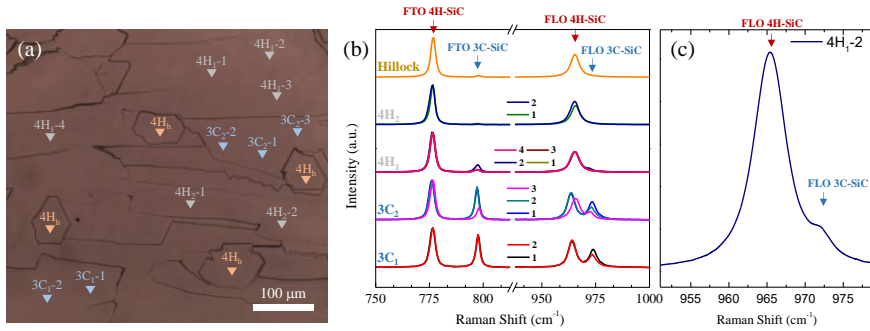 (a)
4H₁-2
4H₁-1
4H₁-3
4H₁-4
4Hₕ
3C₂-2
3C₂-3
3C₂-1
4Hₕ
4H₂-1
4Hₕ
4H₂-2
4Hₕ
3C₁-2
3C₁-1
100 μm
FTO 4H-SiC
FLO 4H-SiC
(b)
FTO 3C-SiC
FLO 3C-SiC
Hillock
4H₂
2
1
4H₁
4 3
2 1
3C₂
3
2
1
3C₁
2
1
Intensity (a.u.)
750 775 800 950 975 1000
Raman Shift (cm⁻¹)
FLO 4H-SiC
(c)
4H₁-2
FLO 3C-SiC
955 960 965 970 975
Raman Shift (cm⁻¹)